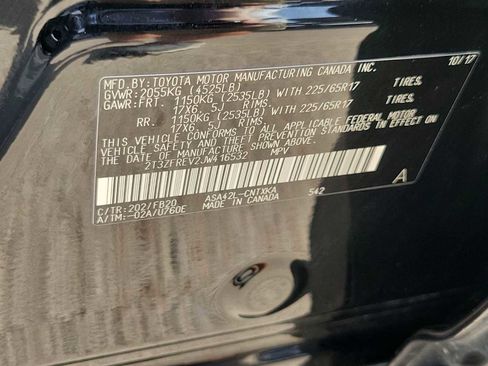 MFD.BY:TOYOTA MOTOR MANUFACTURING CANADA INC. 10/17
GVWR: 2055KG (4525LB)
GAWR: FRT. 1150KG (2535LB) WITH 225/65R17 TIRES,
17X6. 5J RIMS,
RR. 1150KG (2535LB) WITH 225/65R17 TIRES,
17X6. 5J RIMS,
THIS VEHICLE CONFORMS TO ALL APPLICABLE FEDERAL MOTOR
VEHICLE SAFETY AND THEFT PREVENTION STANDARDS IN
EFFECT ON THE DATE OF MANUFACTURE SHOWN ABOVE.
2T3ZFREV2JW416532 MPV
A
C/TR:202/FB20 ASA42L-CNTXKA 542
A/TM:-02A/U760E MADE IN CANADA